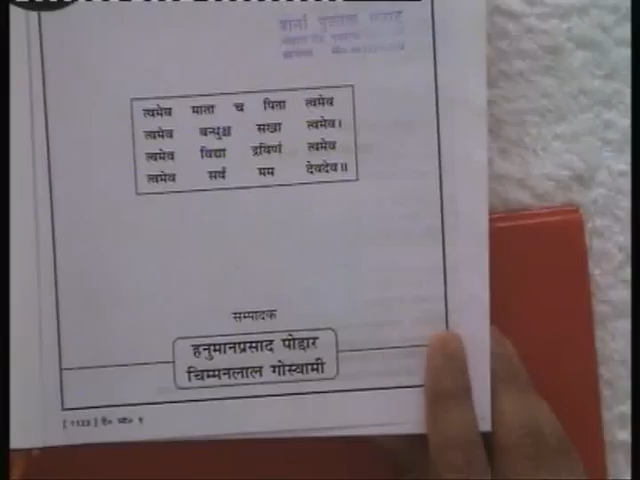 त्वमेव माता च पिता त्वमेव
त्वमेव बन्धुश्च सखा त्वमेव।
त्वमेव विद्या द्रविणं त्वमेव
त्वमेव सर्वं मम देवदेव॥
सम्पादक
हनुमानप्रसाद पोद्दार
चिम्मनलाल गोस्वामी